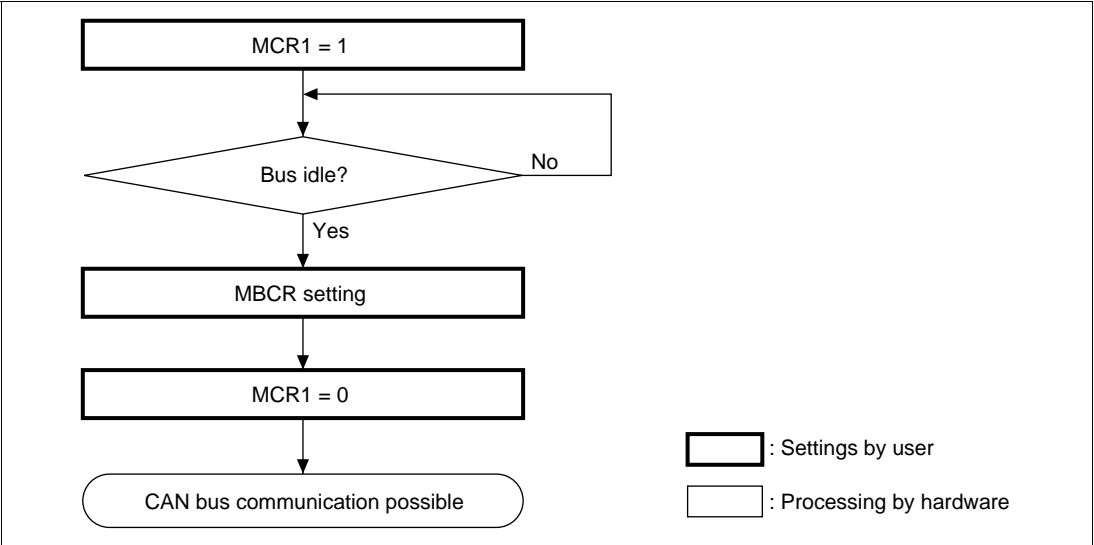 MCR1 = 1
Bus idle?
No
Yes
MBCR setting
MCR1 = 0
CAN bus communication possible
: Settings by user
: Processing by hardware